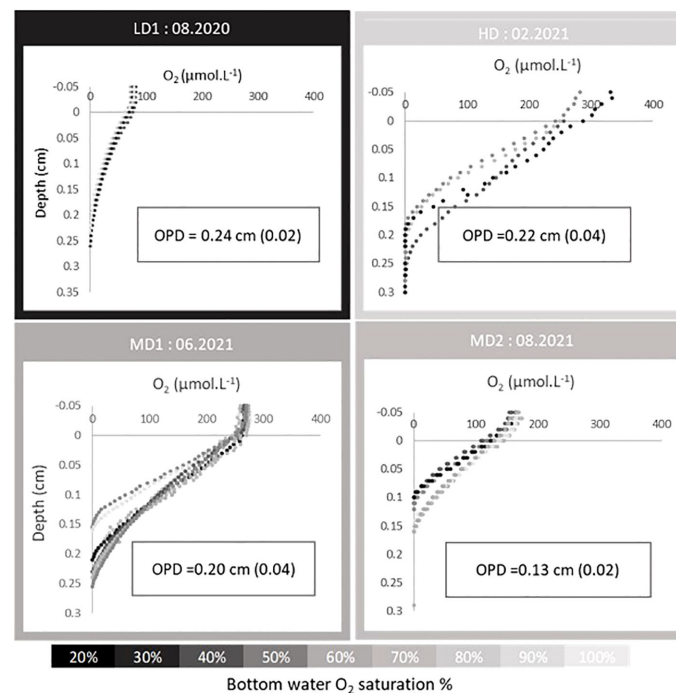 LD1 : 08.2020
O2 (μmol.L-1)
0 100 200 300 400
-0.05
0
0.05
0.1
0.15
0.2
0.25
0.3
0.35
Depth (cm)
OPD = 0.24 cm (0.02)
HD : 02.2021
O2 (μmol.L-1)
0 100 200 300 400
-0.05
0
0.05
0.1
0.15
0.2
0.25
0.3
OPD =0.22 cm (0.04)
MD1 : 06.2021
O2 (μmol.L-1)
0 100 200 300 400
-0.05
0
0.05
0.1
0.15
0.2
0.25
0.3
Depth (cm)
OPD =0.20 cm (0.04)
MD2 : 08.2021
O2 (μmol.L-1)
0 100 200 300 400
-0.05
0
0.05
0.1
0.15
0.2
0.25
0.3
OPD=0.13 cm (0.02)
20% 30% 40% 50% 60% 70% 80% 90% 100%
Bottom water O2 saturation %